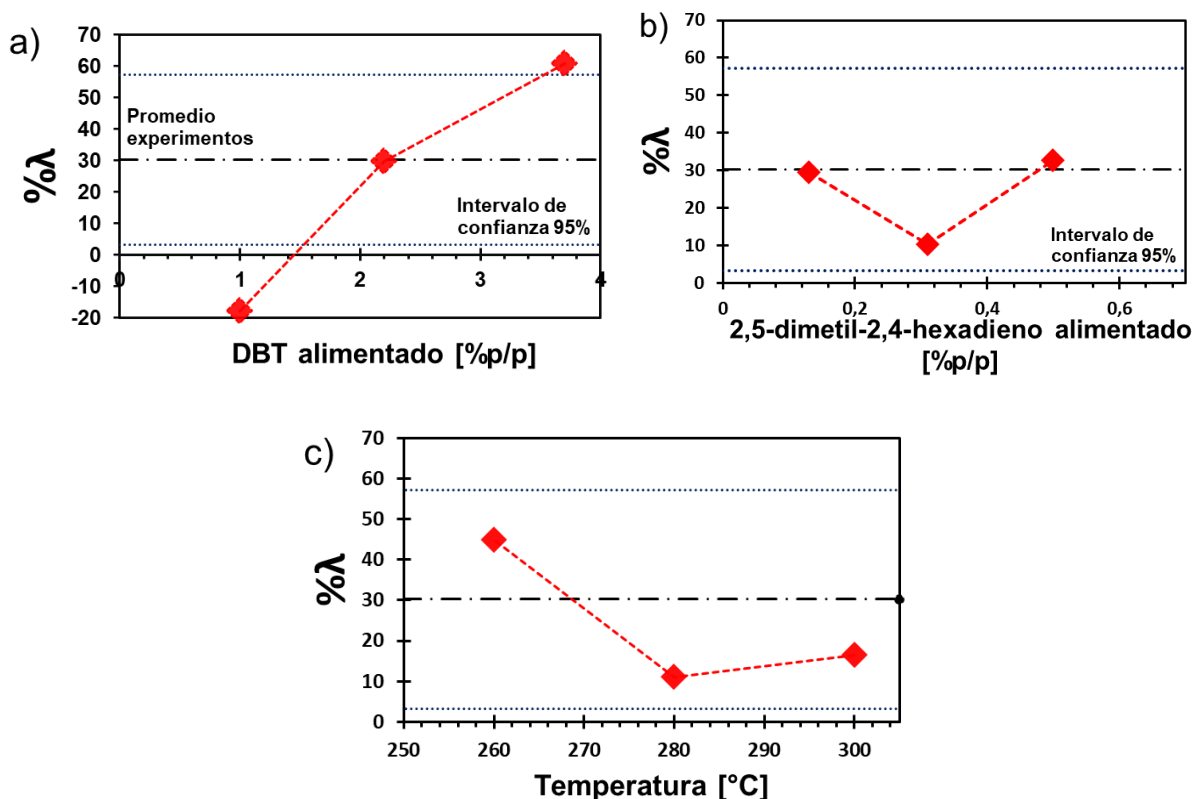 a)
%λ
70
60
50
40
30
20
10
0
-10
-20
Promedio
experimentos
Intervalo de
confianza 95%
0 1 2 3 4
DBT alimentado [%p/p]
b)
%λ
70
60
50
40
30
20
10
0
Intervalo de
confianza 95%
0 0,2 0,4 0,6
2,5-dimetil-2,4-hexadieno alimentado
[%p/p]
c)
%λ
70
60
50
40
30
20
10
0
250 260 270 280 290 300
Temperatura [°C]